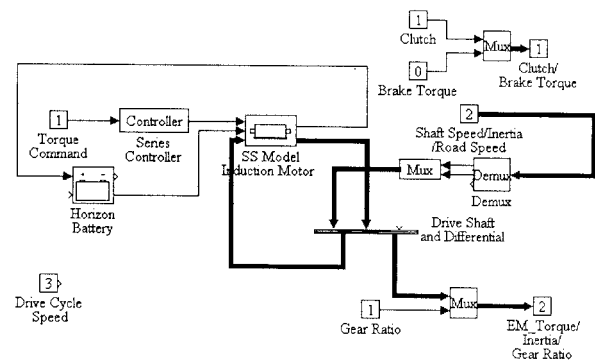 1
Clutch
Mux
1
Clutch/
Brake Torque
0
Brake Torque
1
Torque
Command
Controller
Series
Controller
SS Model
Induction Motor
2
Shaft Speed/Inertia
/Road Speed
Mux
Demux
Demux
Horizon
Battery
Drive Shaft
and Differential
3
Drive Cycle
Speed
1
Gear Ratio
Mux
2
EM_Torque/
Inertia/
Gear Ratio